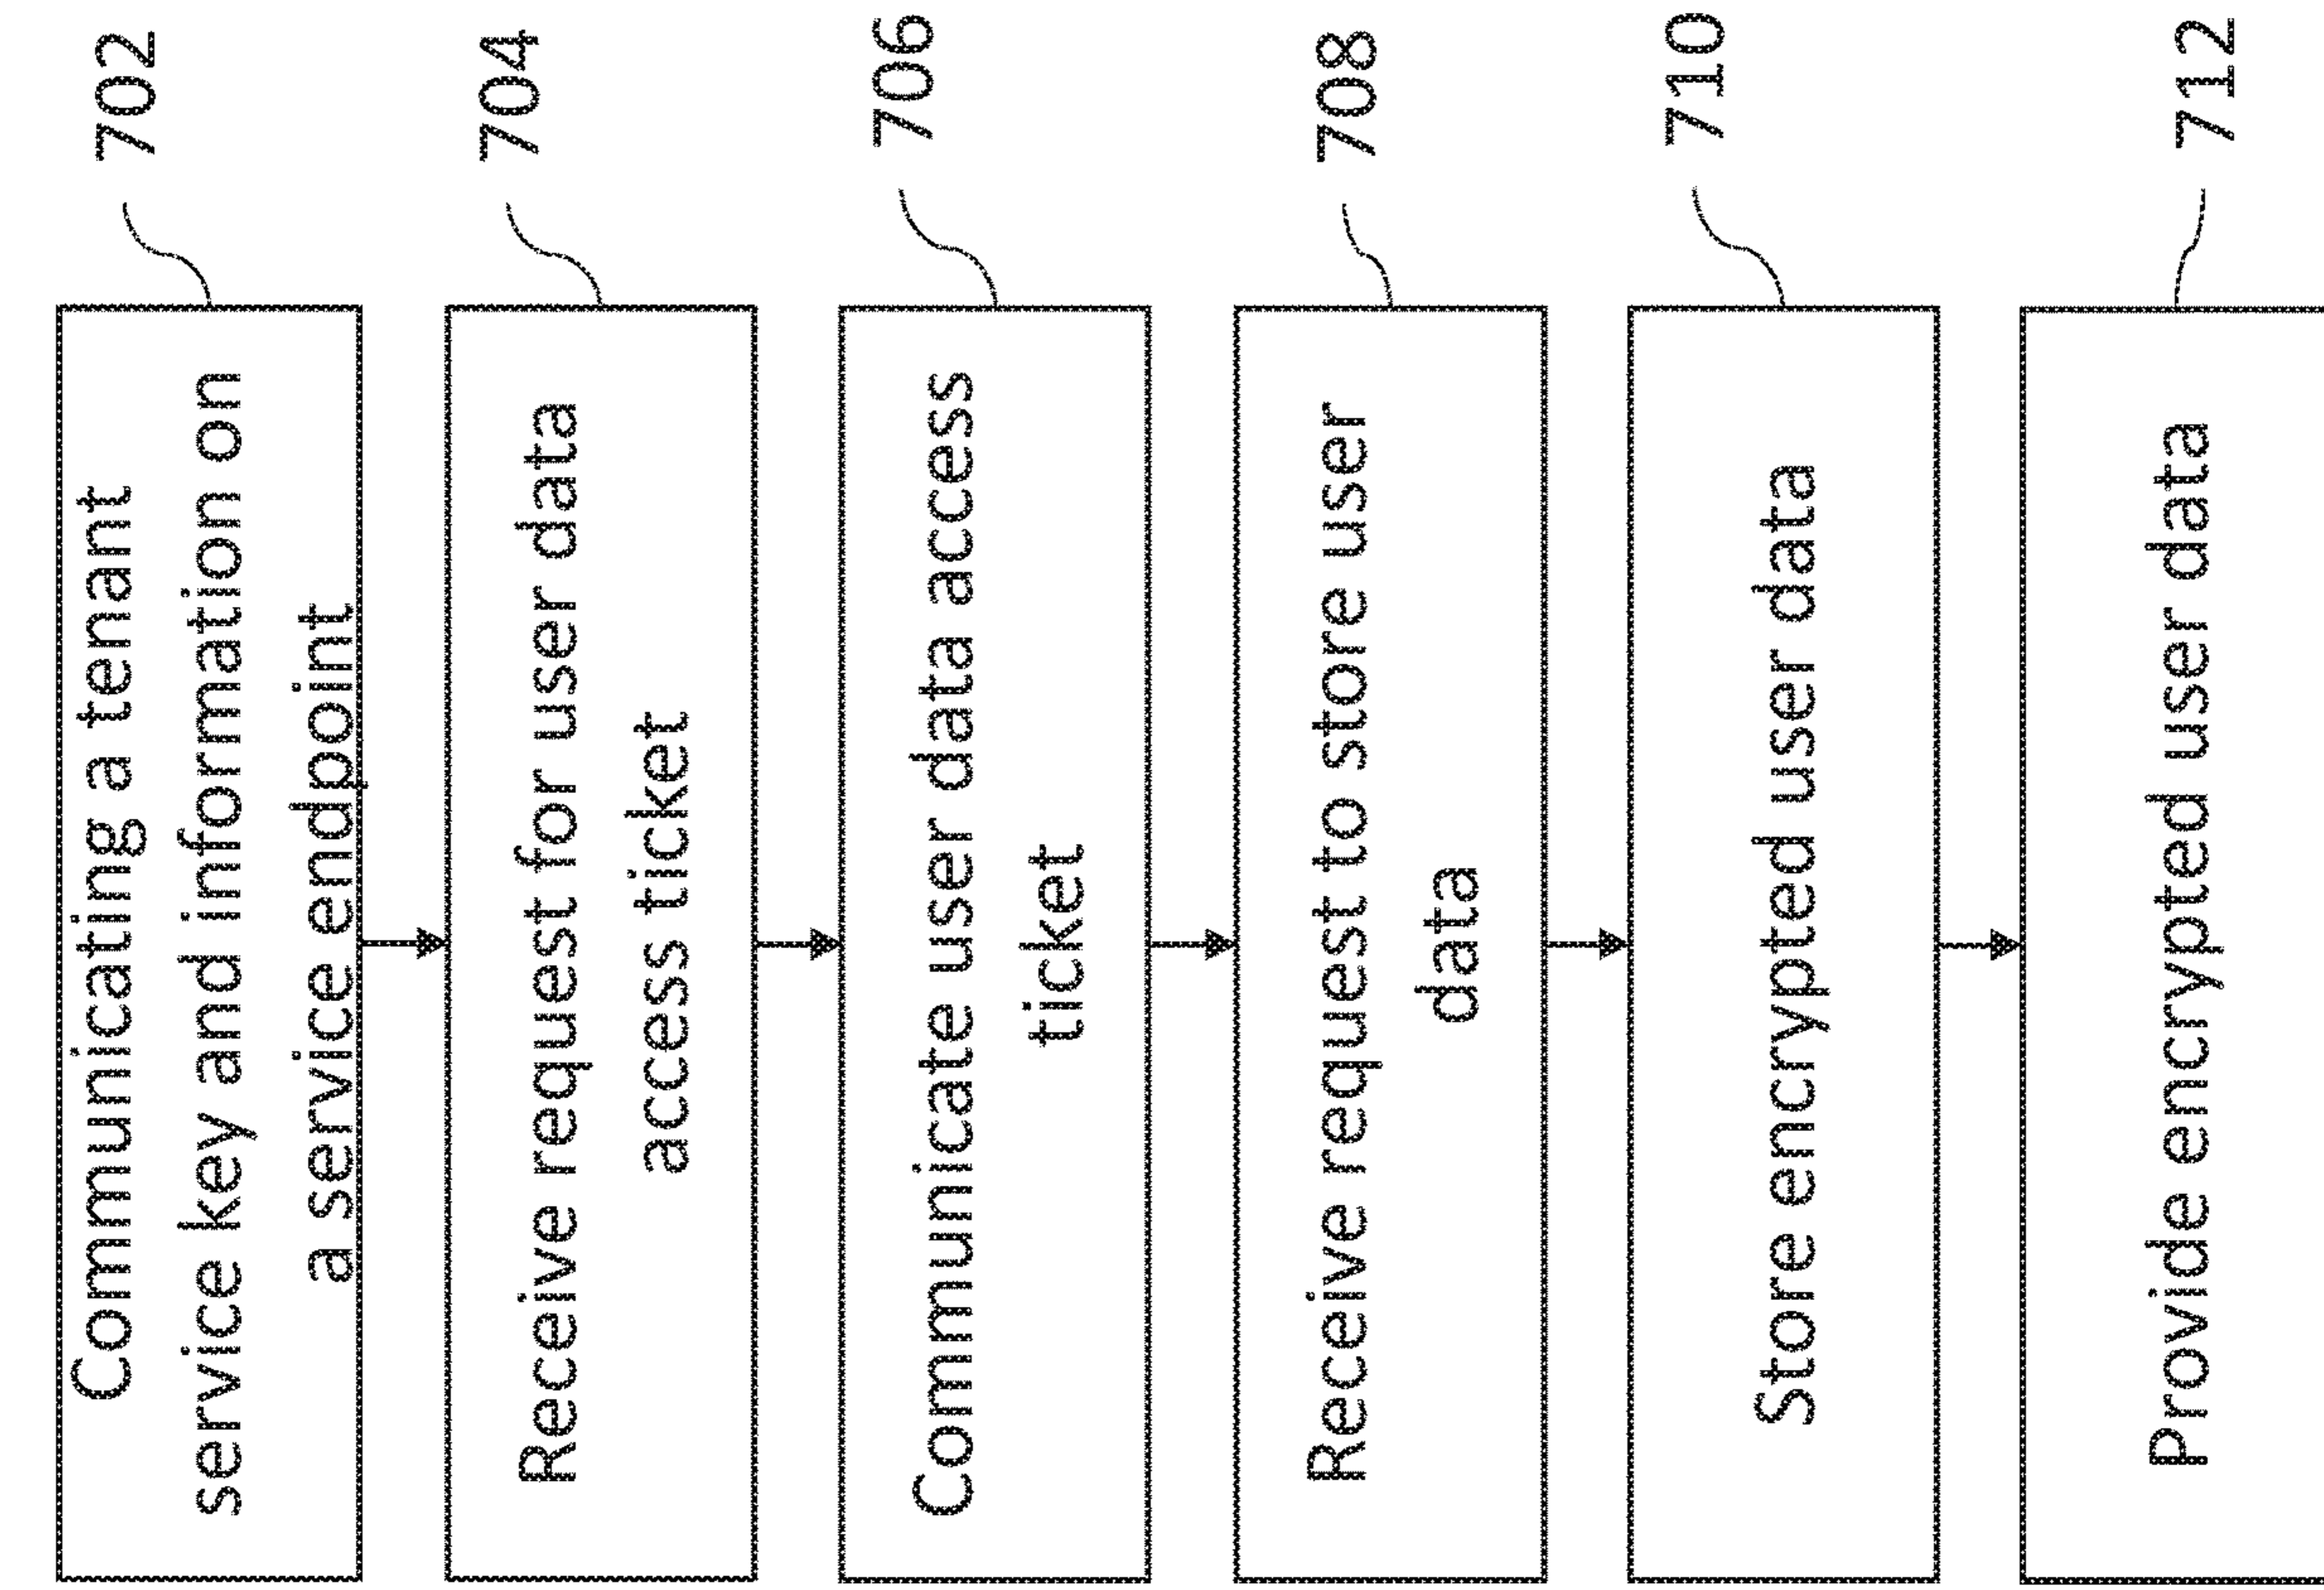 Communicating a tenant
service key and information on
a service endpoint
702
Receive request for user data
access ticket
704
Communicate user data access
ticket
706
Receive request to store user
data
708
Store encrypted user data
710
Provide encrypted user data
712